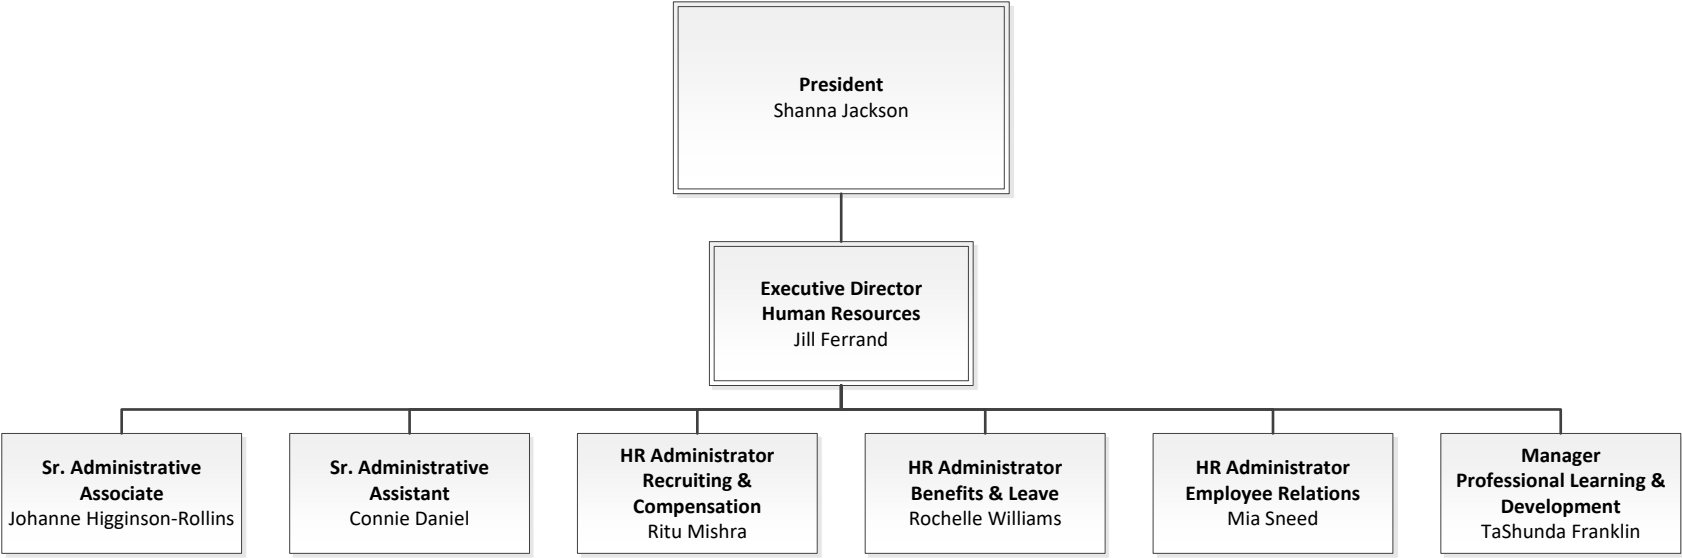 President
Shanna Jackson
Executive Director
Human Resources
Jill Ferrand
Sr. Administrative
Associate
Johanne Higginson-Rollins
Sr. Administrative
Assistant
Connie Daniel
HR Administrator
Recruiting &
Compensation
Ritu Mishra
HR Administrator
Benefits & Leave
Rochelle Williams
HR Administrator
Employee Relations
Mia Sneed
Manager
Professional Learning &
Development
TaShunda Franklin